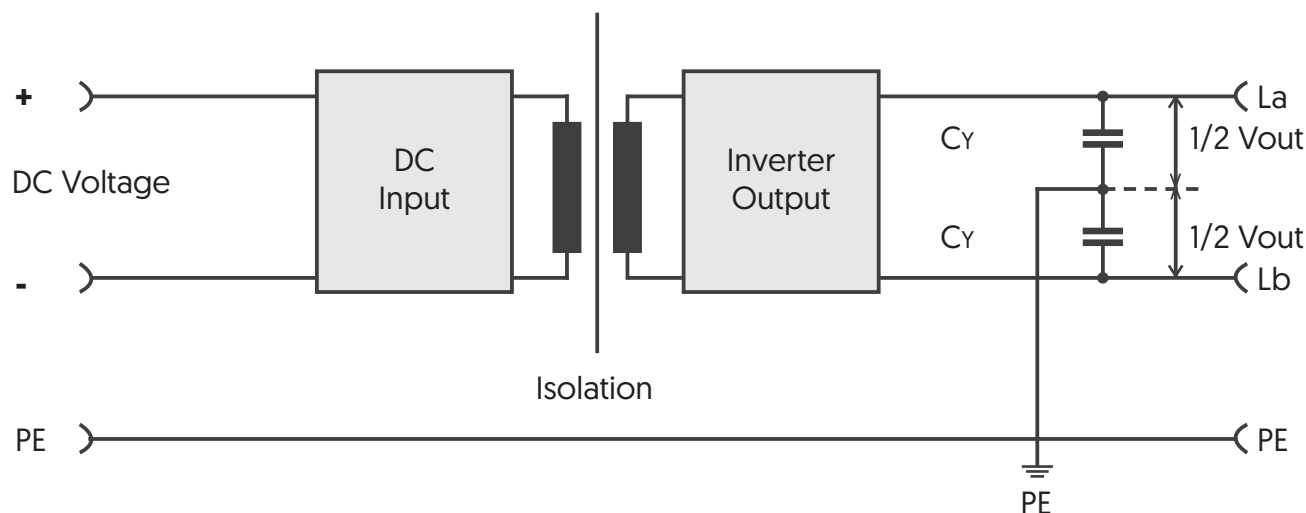 +
La
CY
1/2 Vout
DC
Input
Inverter
Output
DC Voltage
CY
1/2 Vout
-
Lb
Isolation
PE
PE
PE